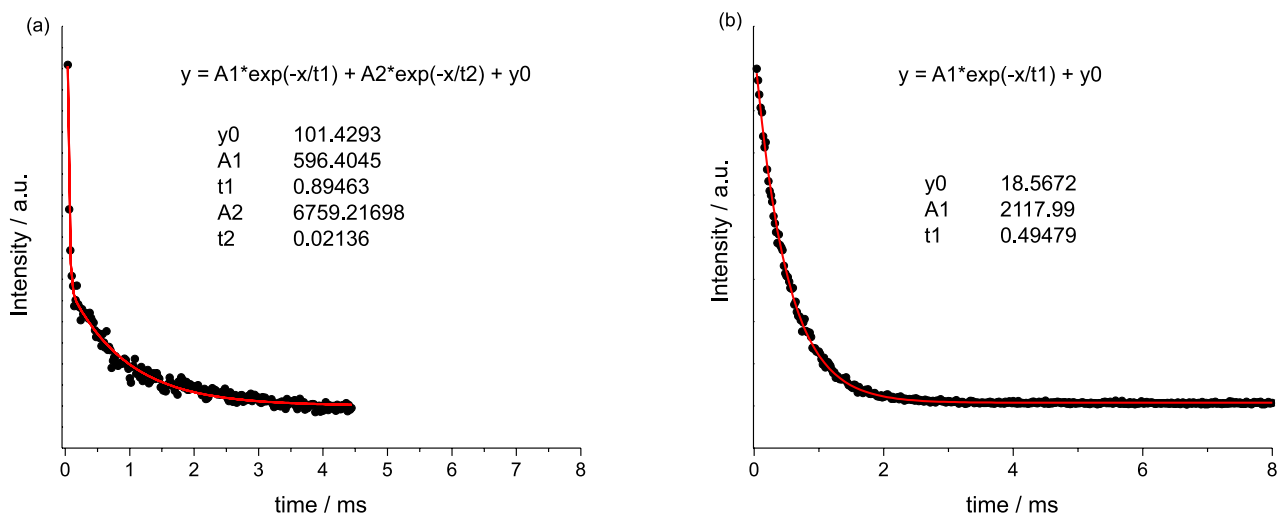 (a)
y = A1*exp(-x/t1) + A2*exp(-x/t2) + y0
y0 101.4293
A1 596.4045
t1 0.89463
A2 6759.21698
t2 0.02136
Intensity / a.u.
0 1 2 3 4 5 6 7 8
time / ms
(b)
y = A1*exp(-x/t1) + y0
y0 18.5672
A1 2117.99
t1 0.49479
Intensity / a.u.
0 2 4 6 8
time / ms